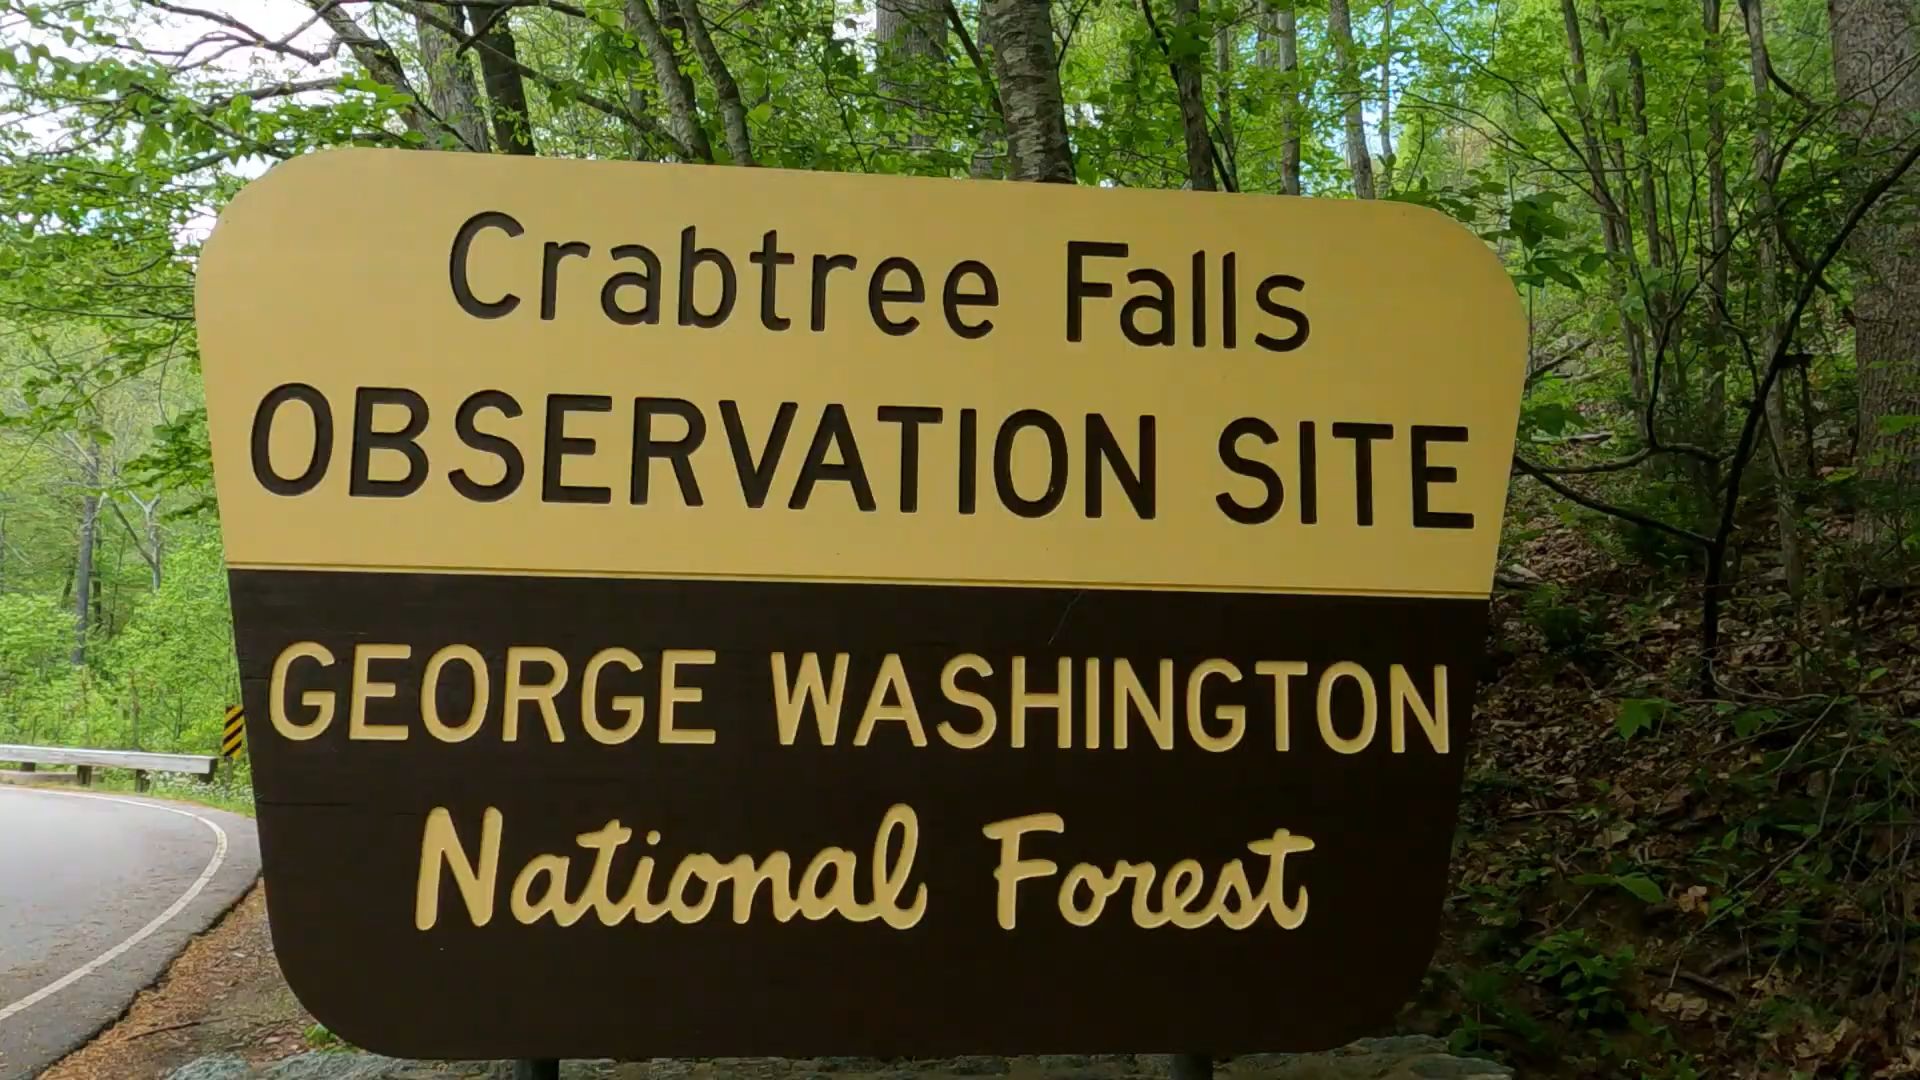 Crabtree Falls
OBSERVATION SITE
GEORGE WASHINGTON
National Forest